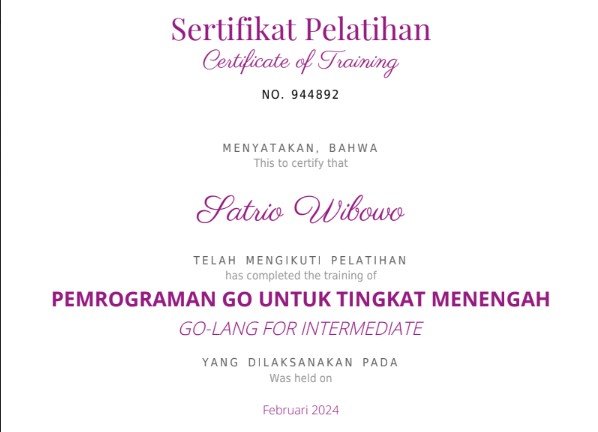 Sertifikat Pelatihan
Certificate of Training
NO. 944892
MENYATAKAN, BAHWA
This to certify that
Satrio Wibowo
TELAH MENGIKUTI PELATIHAN
has completed the training of
PEMROGRAMAN GO UNTUK TINGKAT MENENGAH
GO-LANG FOR INTERMEDIATE
YANG DILAKSANAKAN PADA
Was held on
Februari 2024